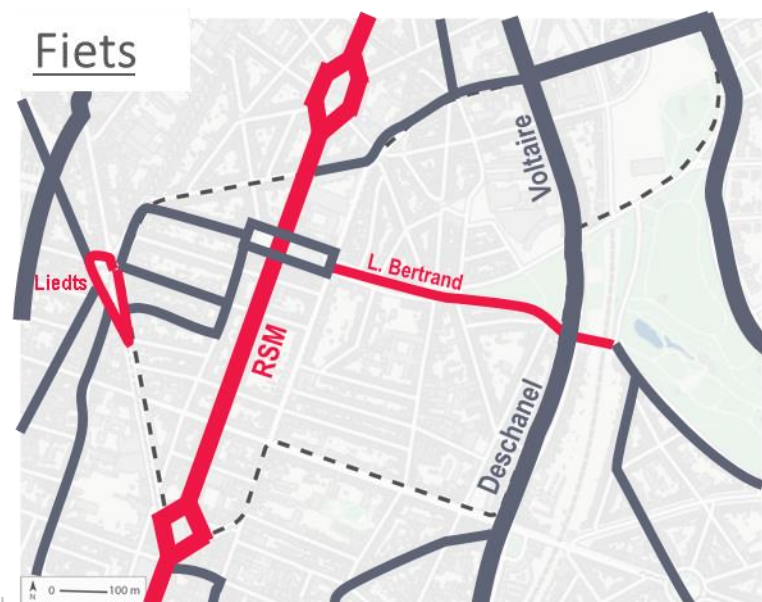 Fiets
Voltaire
L. Bertrand
Liedts
RSM
Deschanel
N
0
100 m